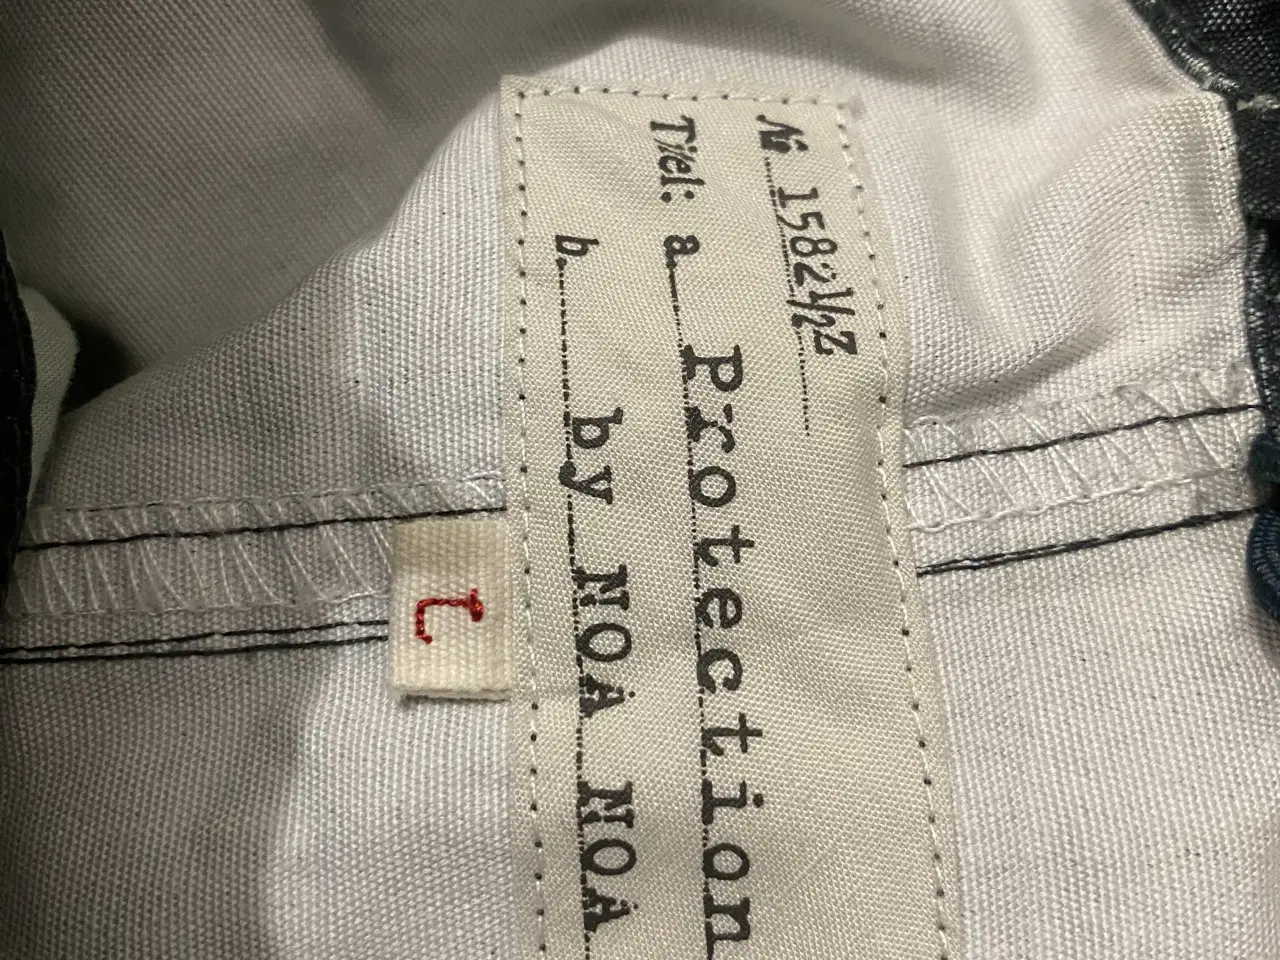 № 1582½Z
Titel: a. Protection
b. by NOA NOA
L